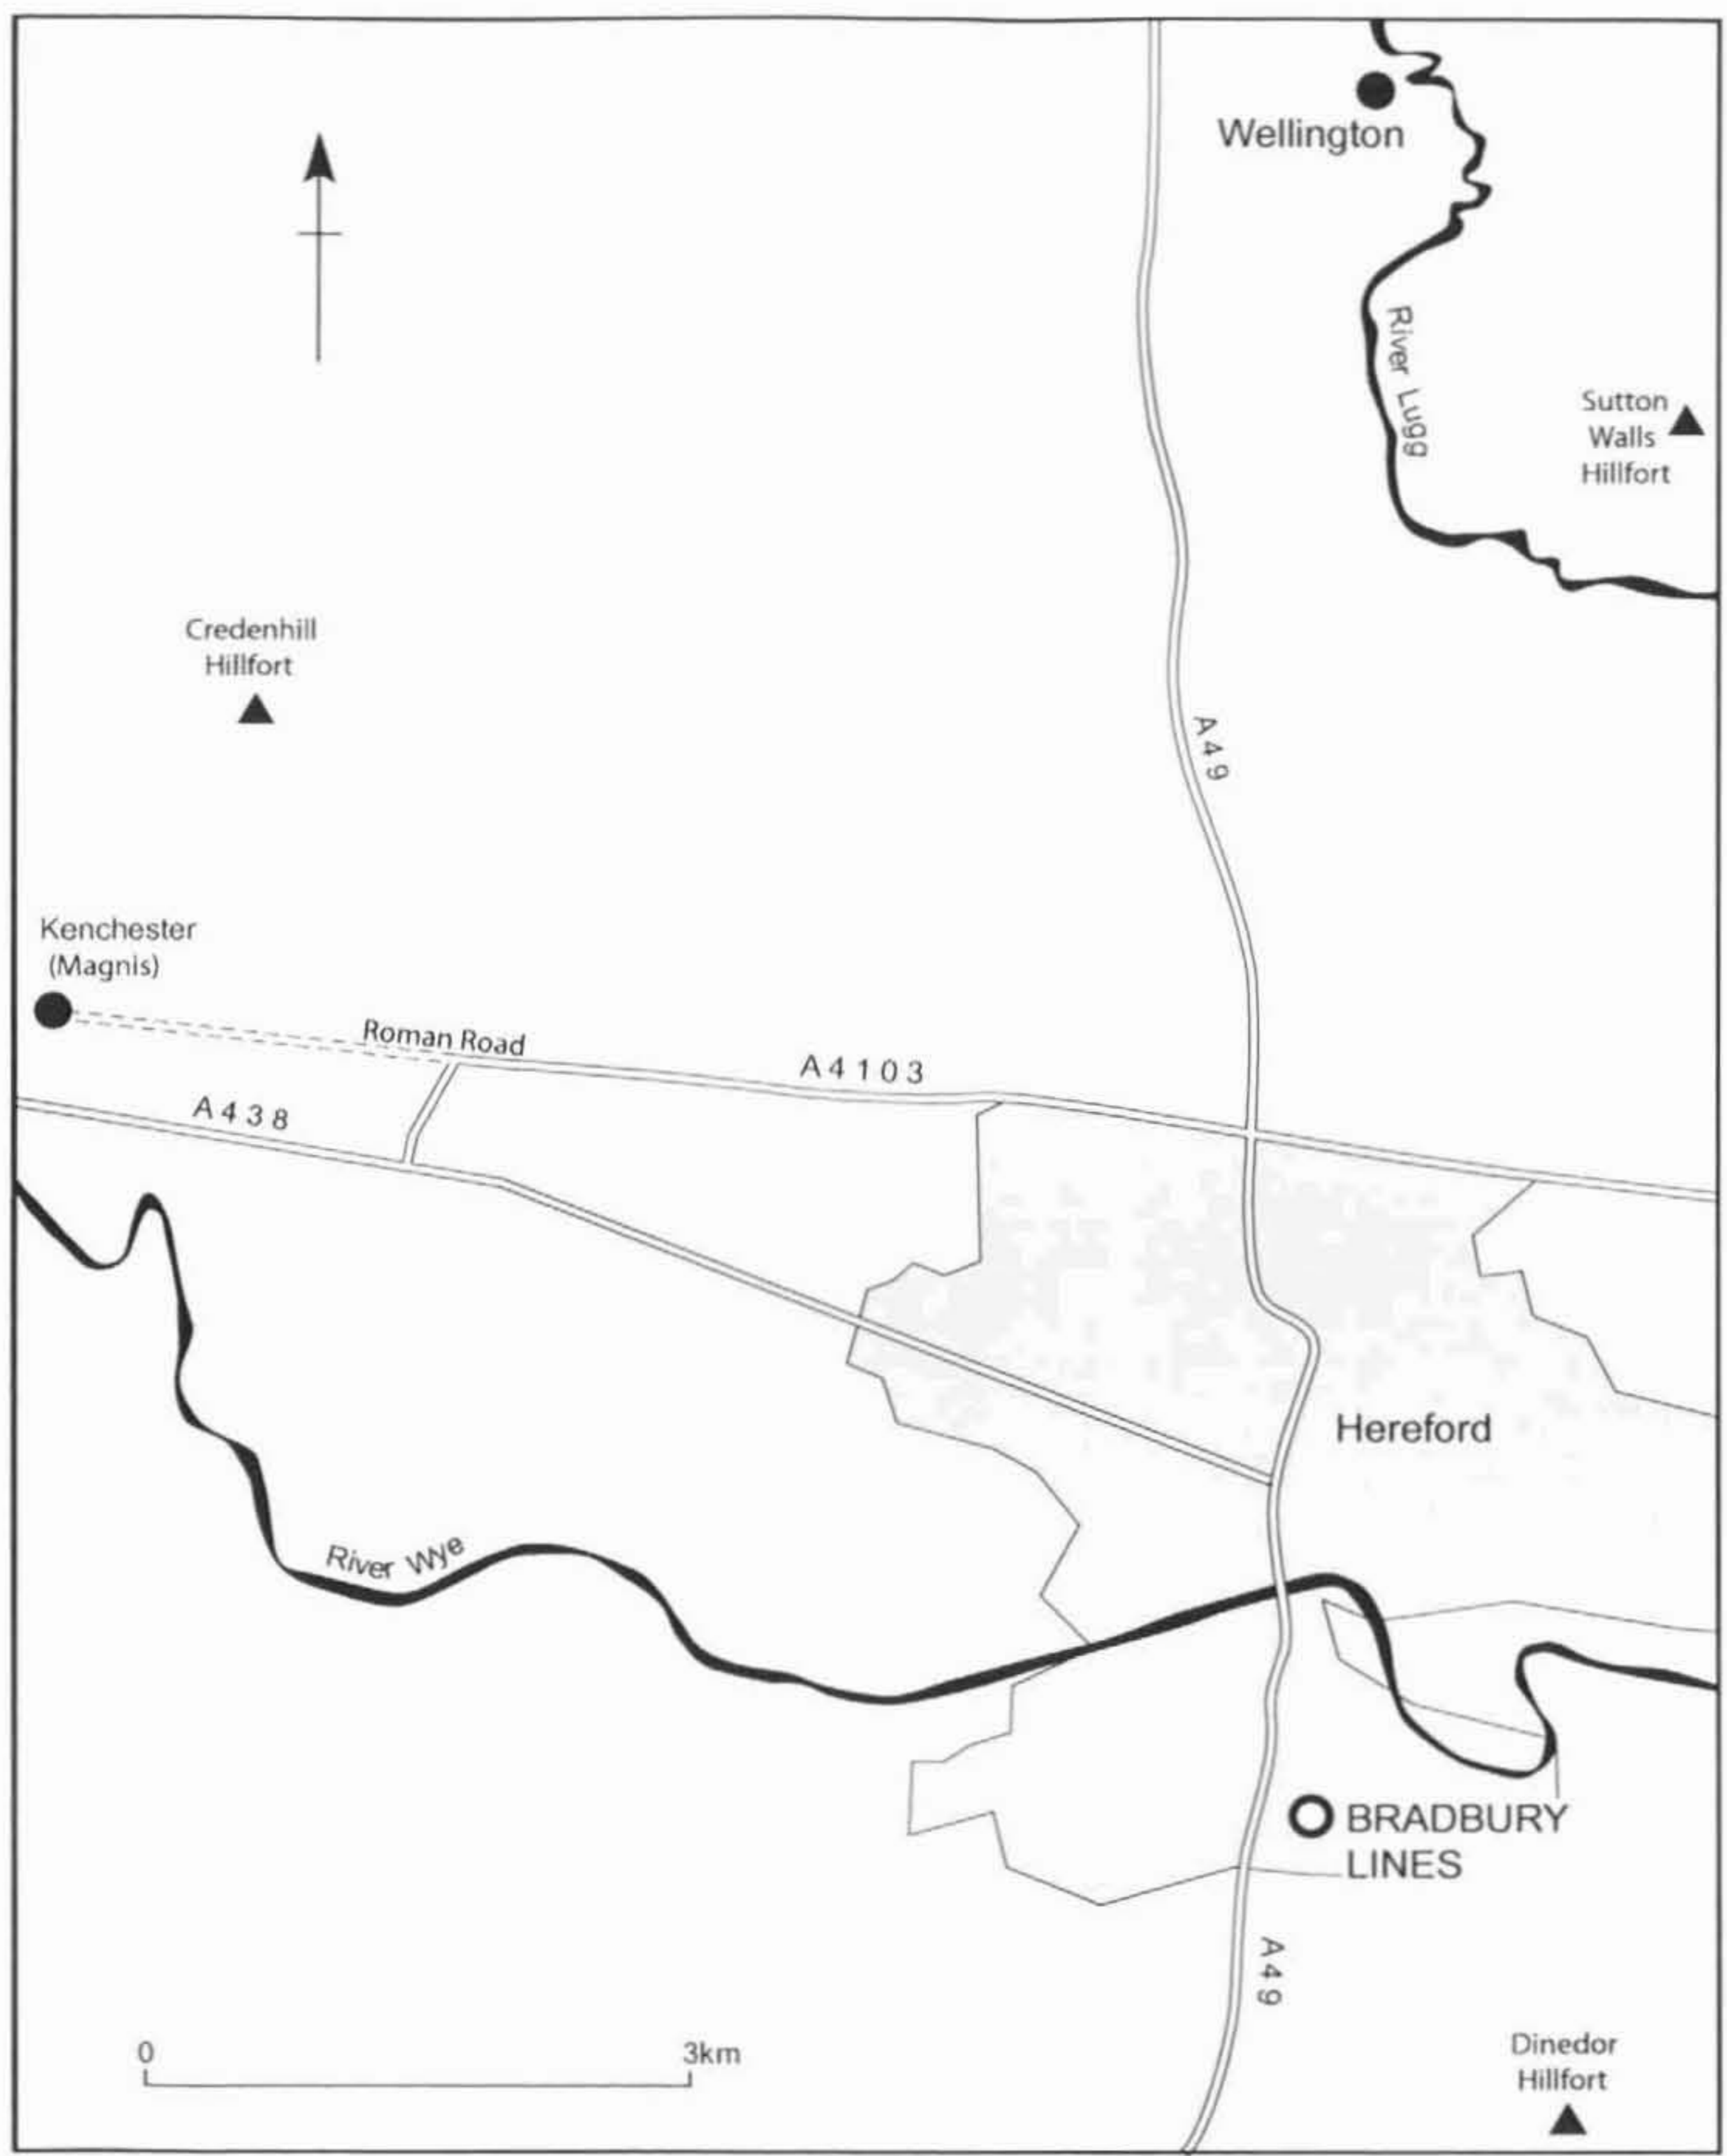 Wellington
River Lugg
Sutton
Walls
Hillfort
Credenhill
Hillfort
A49
Kenchester
(Magnis)
Roman Road
A4103
A438
Hereford
River Wye
BRADBURY
LINES
A49
0 3km
Dinedor
Hillfort